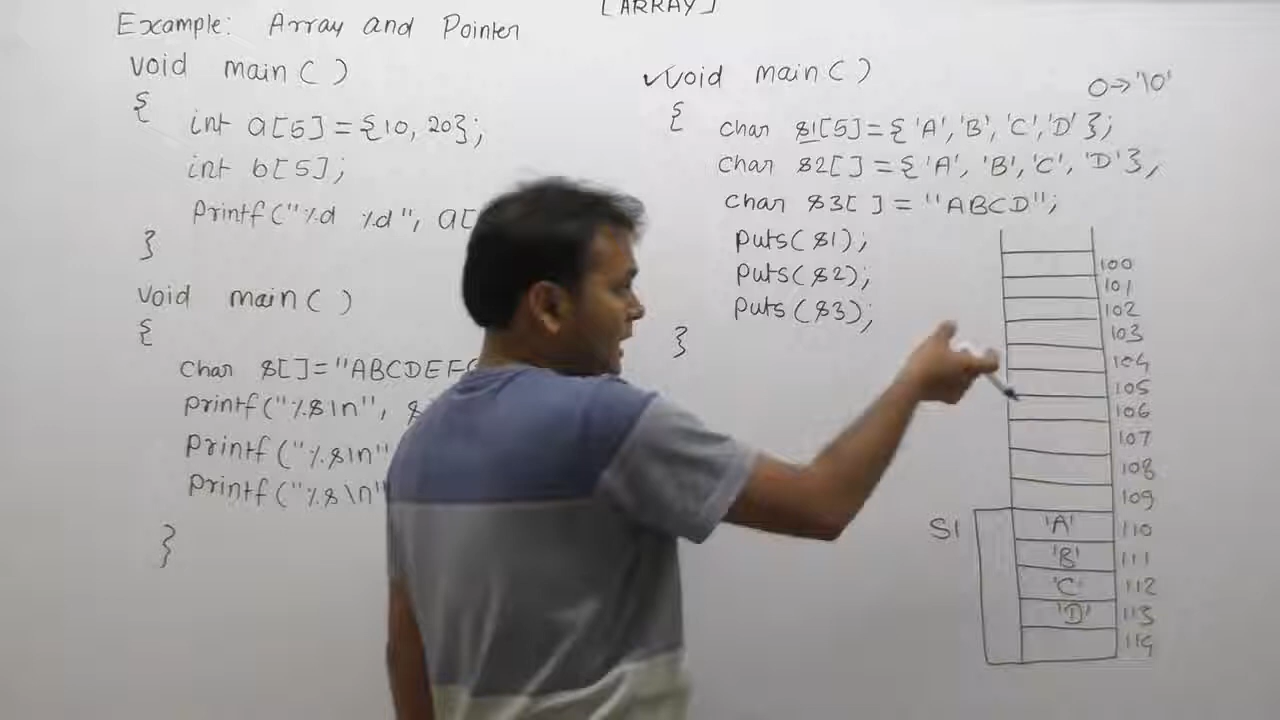 [ARRAY]
Example: Array and Pointer
void main()
{
int a[5]={10, 20};
int b[5];
printf("%d %d", a[
}
void main()
{
char s[]="ABCDEF
printf("%s\n", s
printf("%s\n"
printf("%s\n"
}
✓void main()
0→'\0'
{
char s1[5]={'A','B','C','D'};
char s2[]={'A', 'B','C', 'D'};
char s3[ ] = "ABCD";
puts(s1);
puts(s2);
puts(s3);
}
100
101
102
103
104
105
106
107
108
109
S1 'A' 110
'B' 111
'C' 112
'D' 113
114